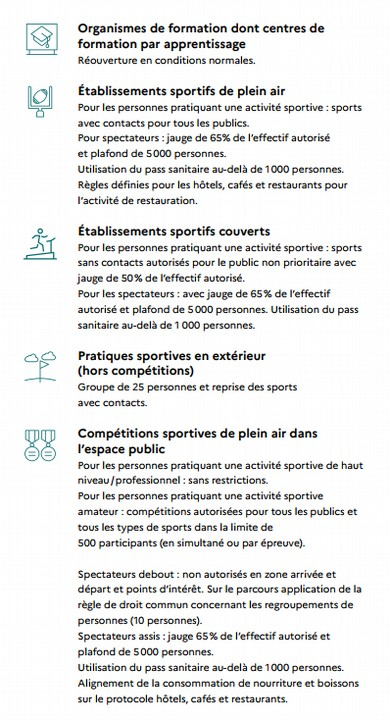 Organismes de formation dont centres de
formation par apprentissage
Réouverture en conditions normales.
Établissements sportifs de plein air
Pour les personnes pratiquant une activité sportive : sports
avec contacts pour tous les publics.
Pour spectateurs : jauge de 65% de l'effectif autorisé
et plafond de 5 000 personnes.
Utilisation du pass sanitaire au-delà de 1 000 personnes.
Règles définies pour les hôtels, cafés et restaurants pour
l'activité de restauration.
Établissements sportifs couverts
Pour les personnes pratiquant une activité sportive : sports
sans contacts autorisés pour le public non prioritaire avec
jauge de 50 % de l'effectif autorisé.
Pour les spectateurs : avec jauge de 65 % de l'effectif
autorisé et plafond de 5 000 personnes. Utilisation du pass
sanitaire au-delà de 1 000 personnes.
Pratiques sportives en extérieur
(hors compétitions)
Groupe de 25 personnes et reprise des sports
avec contacts.
Compétitions sportives de plein air dans
l'espace public
Pour les personnes pratiquant une activité sportive de haut
niveau/professionnel : sans restrictions.
Pour les personnes pratiquant une activité sportive
amateur : compétitions autorisées pour tous les publics et
tous les types de sports dans la limite de
500 participants (en simultané ou par épreuve).
Spectateurs debout : non autorisés en zone arrivée et
départ et points d'intérêt. Sur le parcours application de la
règle de droit commun concernant les regroupements de
personnes (10 personnes).
Spectateurs assis : jauge 65 % de l'effectif autorisé et
plafond de 5 000 personnes.
Utilisation du pass sanitaire au-delà de 1 000 personnes.
Alignement de la consommation de nourriture et boissons
sur le protocole hôtels, cafés et restaurants.